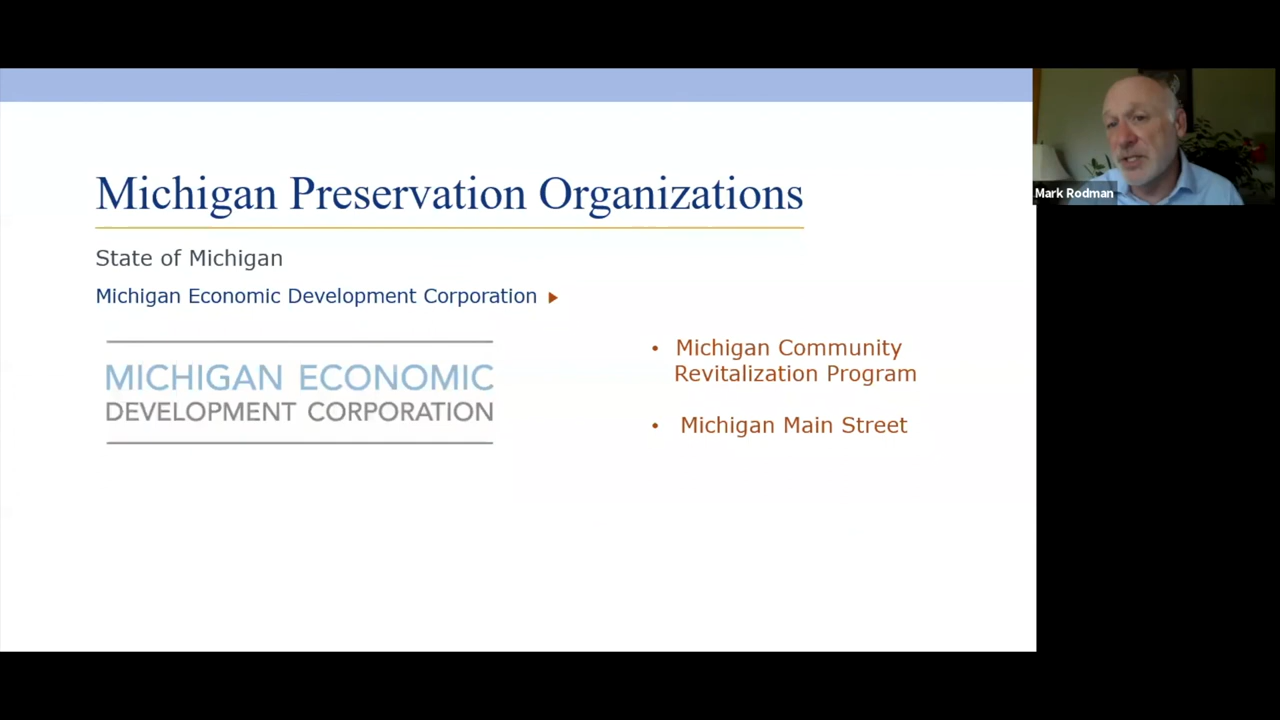 Michigan Preservation Organizations
State of Michigan
Michigan Economic Development Corporation
MICHIGAN ECONOMIC
DEVELOPMENT CORPORATION
• Michigan Community
Revitalization Program
• Michigan Main Street
Mark Rodman